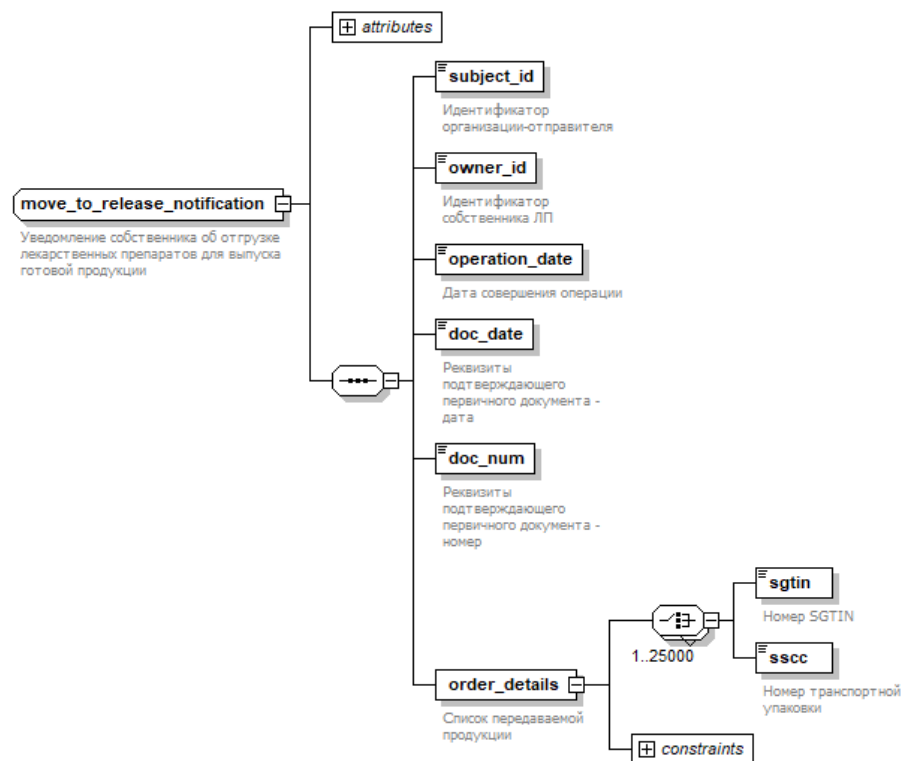 attributes
subject_id
Идентификатор
организации-отправителя
owner_id
Идентификатор
собственника ЛП
move_to_release_notification
Уведомление собственника об отгрузке
лекарственных препаратов для выпуска
готовой продукции
operation_date
Дата совершения операции
doc_date
Реквизиты
подтверждающего
первичного документа -
дата
doc_num
Реквизиты
подтверждающего
первичного документа -
номер
sgtin
Номер SGTIN
1..25000
sscc
Номер транспортной
упаковки
order_details
Список передаваемой
продукции
constraints